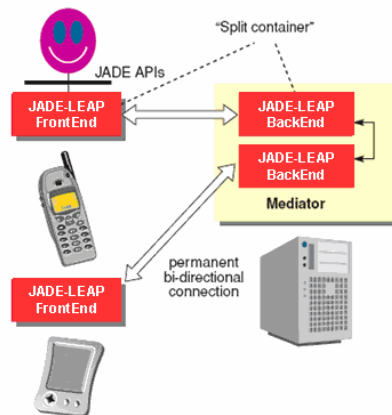 "Split container"
JADE APIs
JADE-LEAP
FrontEnd
JADE-LEAP
BackEnd
JADE-LEAP
BackEnd
Mediator
permanent
bi-directional
connection
JADE-LEAP
FrontEnd